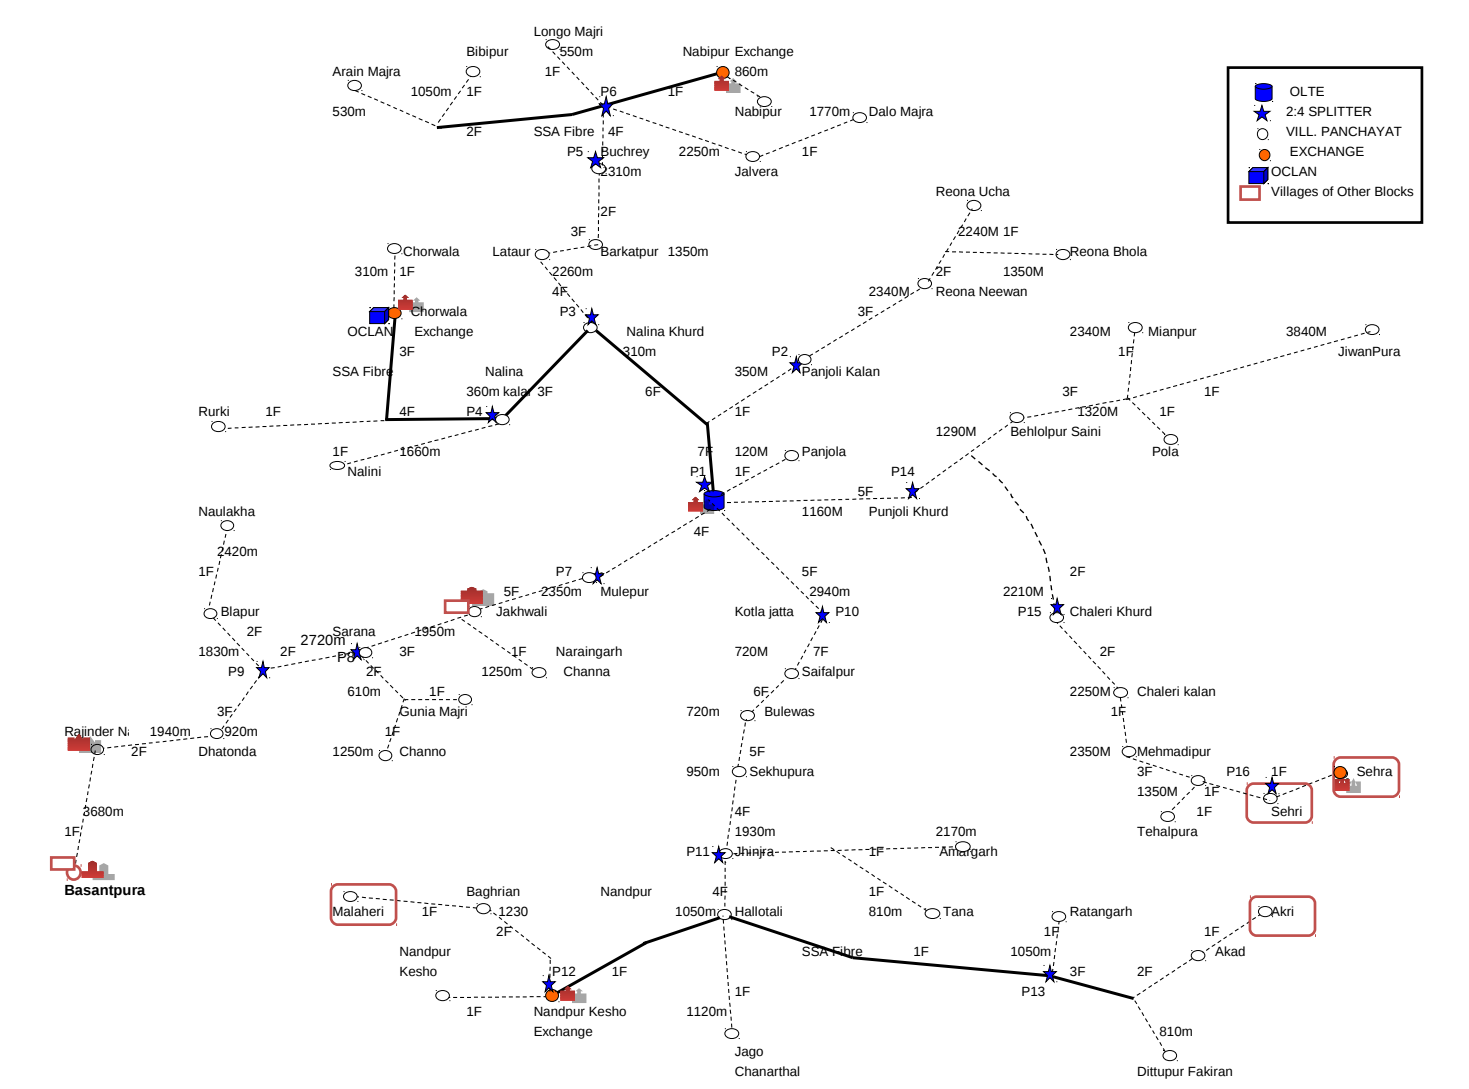 Longo Majri
Bibipur
550m
Nabipur Exchange
Arain Majra
1F
860m
1050m
1F
P6
1F
530m
Nabipur
1770m
Dalo Majra
2F
SSA Fibre
4F
P5
Buchrey
2250m
1F
2310m
Jalvera
OLTE
2:4 SPLITTER
VILL. PANCHAYAT
EXCHANGE
OCLAN
Villages of Other Blocks
Reona Ucha
2F
3F
2240M 1F
Chorwala
Lataur
Barkatpur
1350m
Reona Bhola
310m
1F
2260m
2F
1350M
4F
2340M
Reona Neewan
Chorwala
P3
3F
OCLAN
Exchange
Nalina Khurd
2340M
Mianpur
3840M
3F
310m
P2
1F
JiwanPura
SSA Fibre
Nalina
350M
Panjoli Kalan
360m kalan
3F
6F
3F
1F
Rurki
1F
4F
P4
1F
1320M
1F
1290M
Behlolpur Saini
1F
1660m
7F
120M
Panjola
Pola
Nalini
P1
1F
P14
5F
Naulakha
1160M
Punjoli Khurd
4F
2420m
1F
P7
5F
2F
5F
2350m
Mulepur
2940m
2210M
Blapur
Jakhwali
Kotla jatta
P10
P15
Chaleri Khurd
2F
Sarana
1950m
2720m
1830m
2F
P8
3F
1F
Naraingarh
720M
7F
2F
P9
2F
1250m
Channa
Saifalpur
610m
1F
6F
2250M
Chaleri kalan
3F
Gunia Majri
720m
Bulewas
1F
Rajinder Na
1940m
920m
1F
2F
Dhatonda
1250m
Channo
5F
2350M
Mehmadipur
950m
Sekhupura
3F
P16
1F
Sehra
1350M
1F
3680m
4F
1F
Sehri
1F
1930m
2170m
Tehalpura
P11
Jhinjra
1F
Amargarh
Basantpura
Baghrian
Nandpur
4F
1F
Malaheri
1F
1230
1050m
Hallotali
810m
Tana
Ratangarh
Akri
2F
1F
1F
Nandpur
SSA Fibre
1F
1050m
Akad
Kesho
P12
1F
3F
2F
P13
1F
1F
Nandpur Kesho
1120m
Exchange
810m
Jago
Chanarthal
Dittupur Fakiran